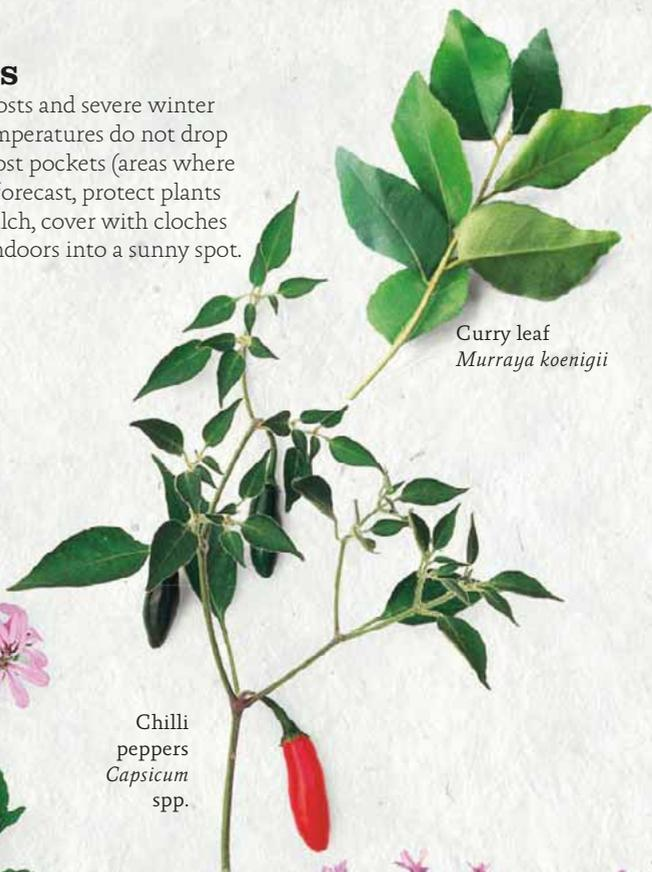 s
osts and severe winter
mperatures do not drop
ost pockets (areas where
forecast, protect plants
lch, cover with cloches
ndoors into a sunny spot.
Curry leaf
Murraya koenigii
Chilli
peppers
Capsicum
spp.